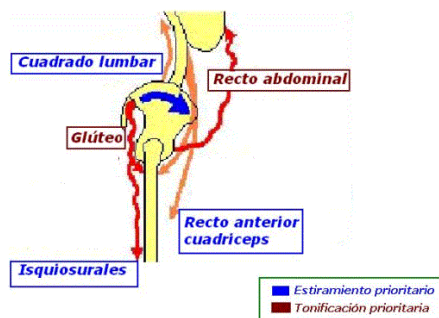 Cuadrado lumbar
Recto abdominal
Glúteo
Recto anterior
cuadriceps
Isquiosurales
Estiramiento prioritario
Tonificación prioritaria